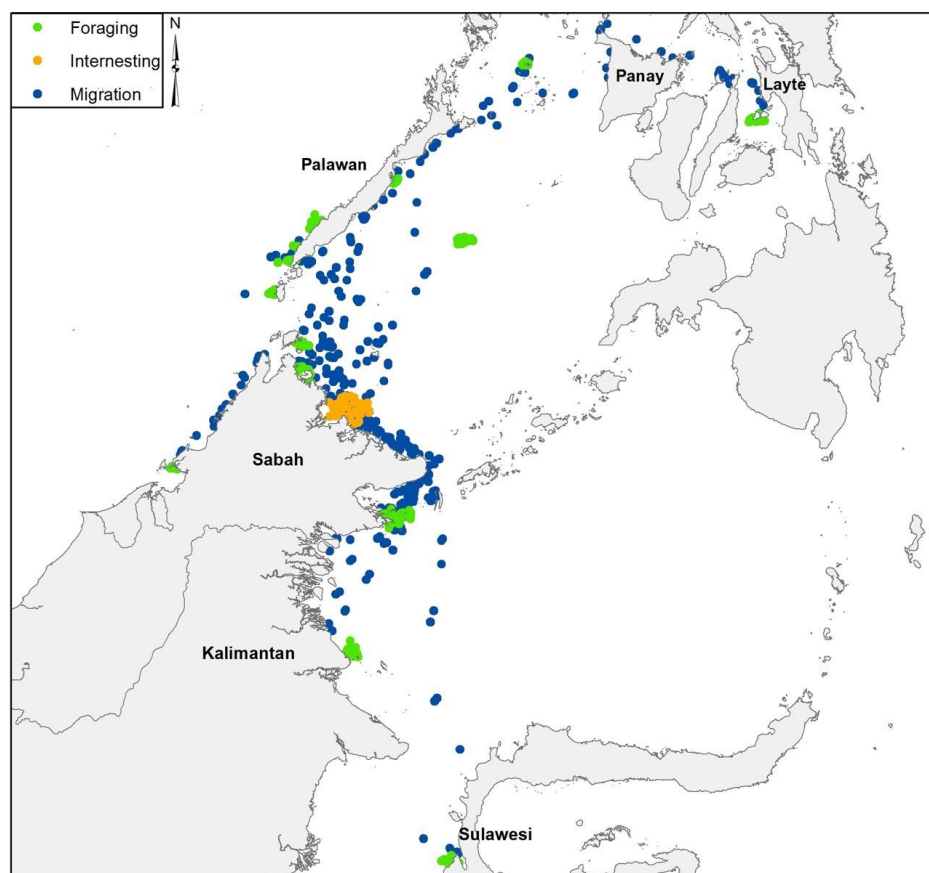 Foraging
N
Internesting
Migration
Panay
Layte
Palawan
Sabah
Kalimantan
Sulawesi